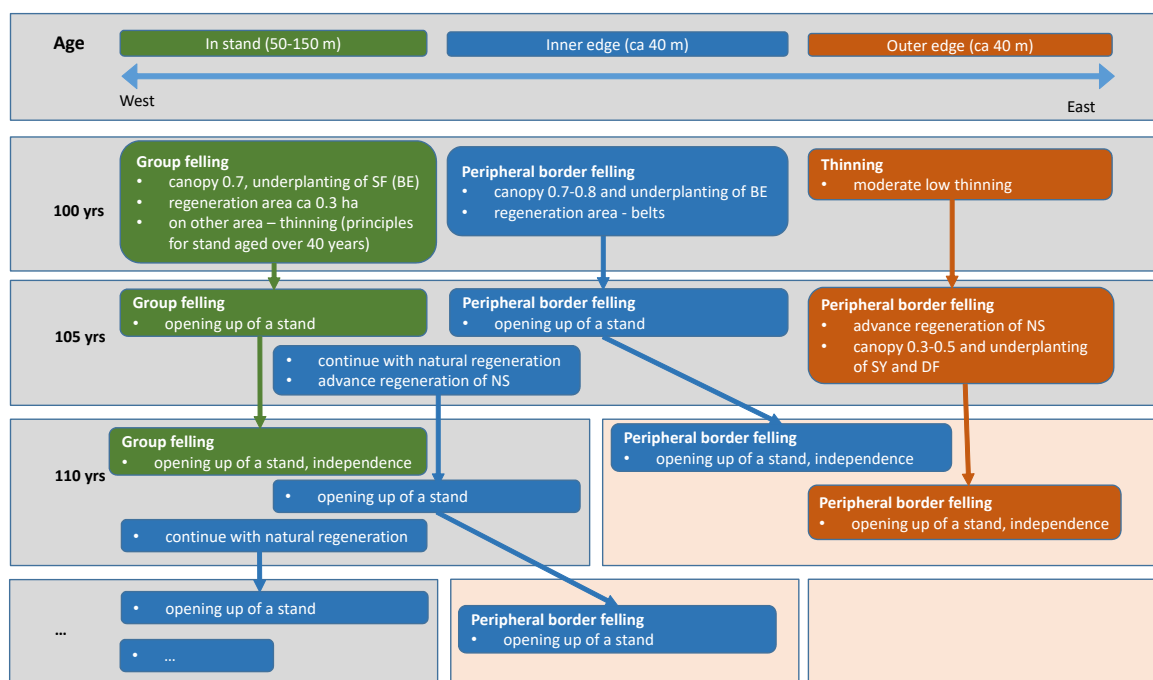 Age
In stand (50-150 m)
Inner edge (ca 40 m)
Outer edge (ca 40 m)
West
East
100 yrs
Group felling
• canopy 0.7, underplanting of SF (BE)
• regeneration area ca 0.3 ha
• on other area – thinning (principles
for stand aged over 40 years)
Peripheral border felling
• canopy 0.7-0.8 and underplanting of BE
• regeneration area - belts
Thinning
• moderate low thinning
105 yrs
Group felling
• opening up of a stand
Peripheral border felling
• opening up of a stand
• continue with natural regeneration
• advance regeneration of NS
Peripheral border felling
• advance regeneration of NS
• canopy 0.3-0.5 and underplanting
of SY and DF
110 yrs
Group felling
• opening up of a stand, independence
• opening up of a stand
• continue with natural regeneration
Peripheral border felling
• opening up of a stand, independence
Peripheral border felling
• opening up of a stand, independence
...
• opening up of a stand
• ...
Peripheral border felling
• opening up of a stand